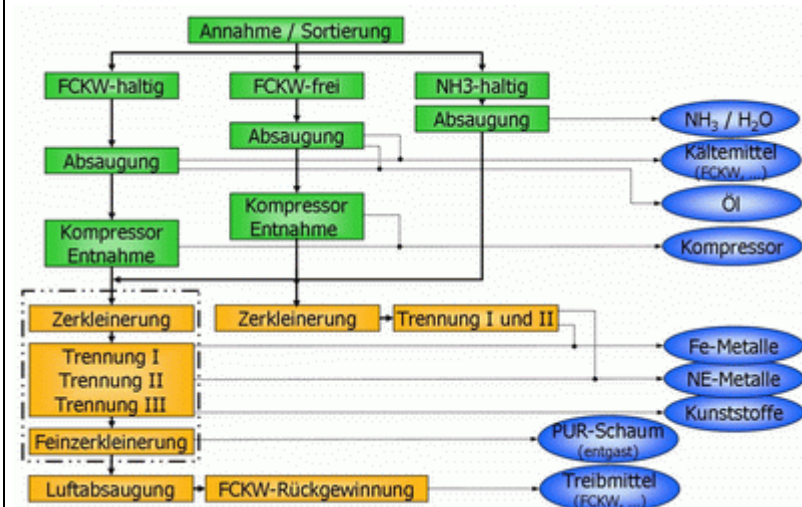 Annahme / Sortierung
FCKW-haltig
FCKW-frei
NH3-haltig
Absaugung
NH₃ / H₂O
Absaugung
Kältemittel
(FCKW, ...)
Absaugung
Öl
Kompressor
Entnahme
Kompressor
Entnahme
Kompressor
Zerkleinerung
Zerkleinerung
Trennung I und II
Trennung I
Trennung II
Trennung III
Fe-Metalle
NE-Metalle
Kunststoffe
Feinzerkleinerung
PUR-Schaum
(entgast)
Luftabsaugung
FCKW-Rückgewinnung
Treibmittel
(FCKW, ...)